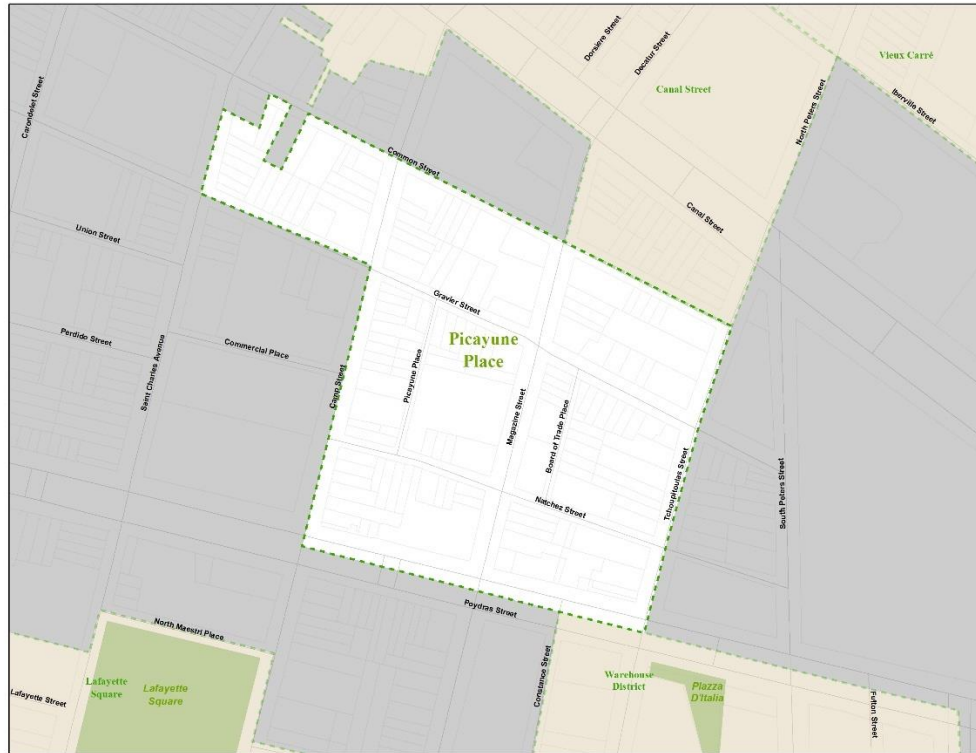 Dorsiere Street
Decatur Street
Vieux Carré
Canal Street
Iberville Street
North Peters Street
Carondelet Street
Common Street
Canal Street
Union Street
Gravier Street
Picayune
Place
Perdido Street
Commercial Place
Saint Charles Avenue
Camp Street
Picayune Place
Magazine Street
Board of Trade Place
Tchoupitoulas Street
South Peters Street
Natchez Street
Poydras Street
North Maestri Place
Constance Street
Lafayette
Square
Lafayette
Square
Lafayette Street
Warehouse
District
Piazza
D'Italia
Fulton Street